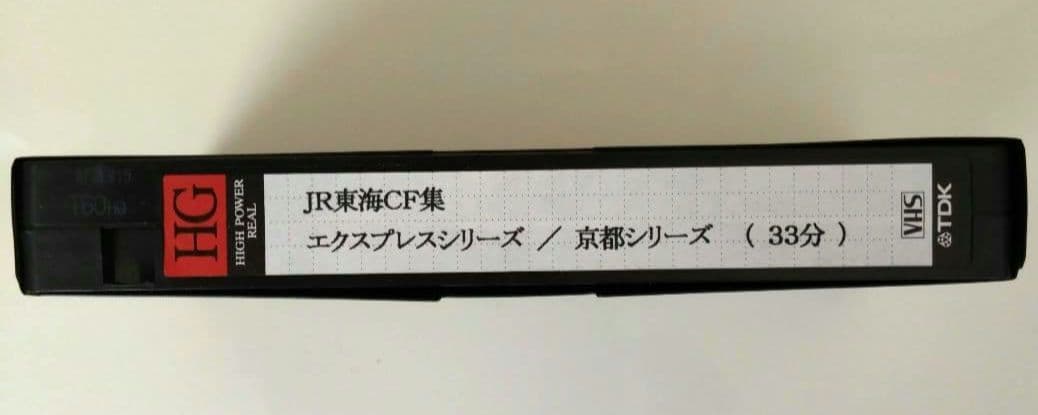 HG
HIGH POWER
REAL
JR東海CF集
エクスプレスシリーズ ／ 京都シリーズ （ 33分 ）
VHS
TDK